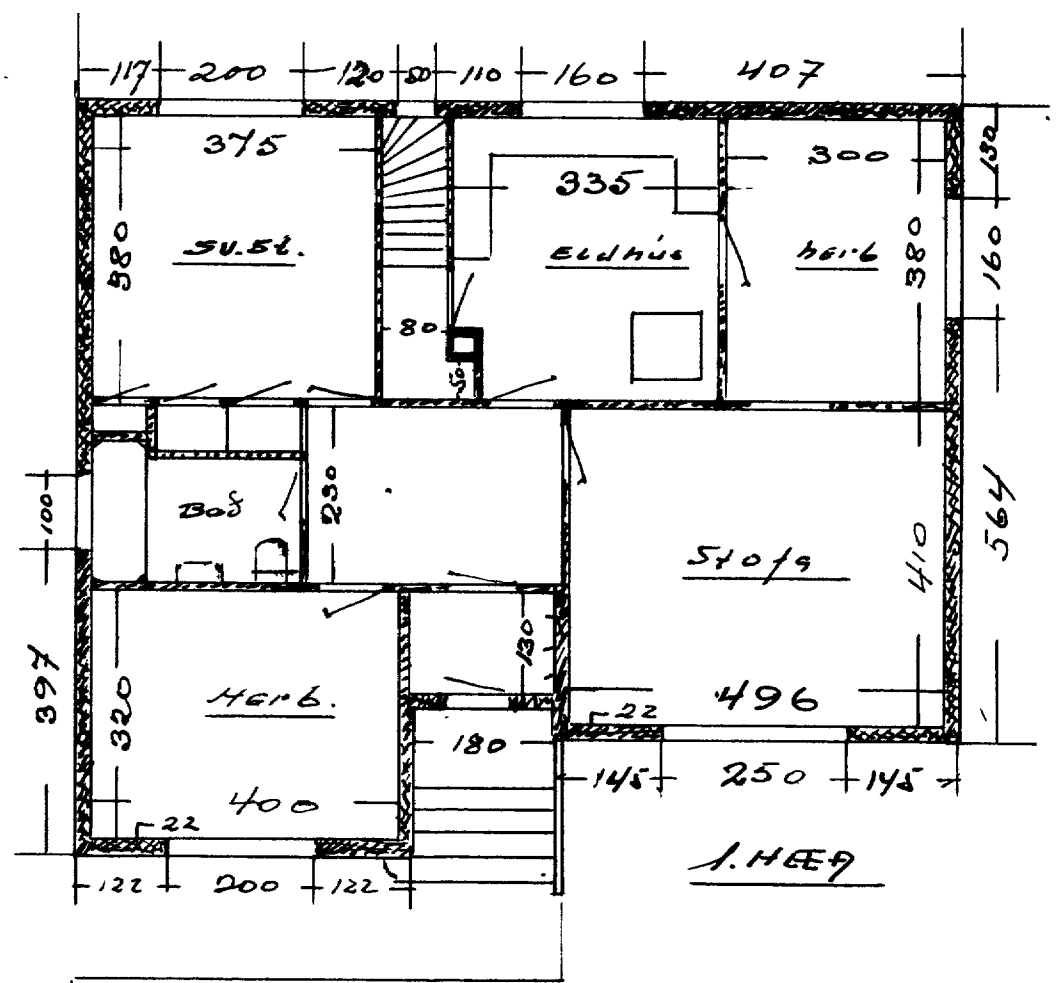 117 200 120 80 110 160 407
375 335 300 130
Sv.St. Eldhús herb
380 380 160
80
50
100 Bað 230
Stofa 410 564
397 320 Herb. 130
496
22
180
145 250 145
400
22
122 200 122
1. HÆÐ